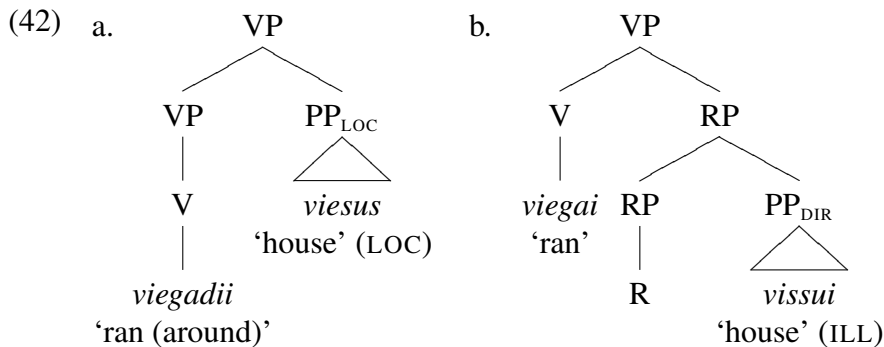 (42) a. VP b. VP
VP PP_LOC V RP
V viesus viegai RP PP_DIR
'house' (LOC) 'ran'
viegadii R vissui
'ran (around)' 'house' (ILL)